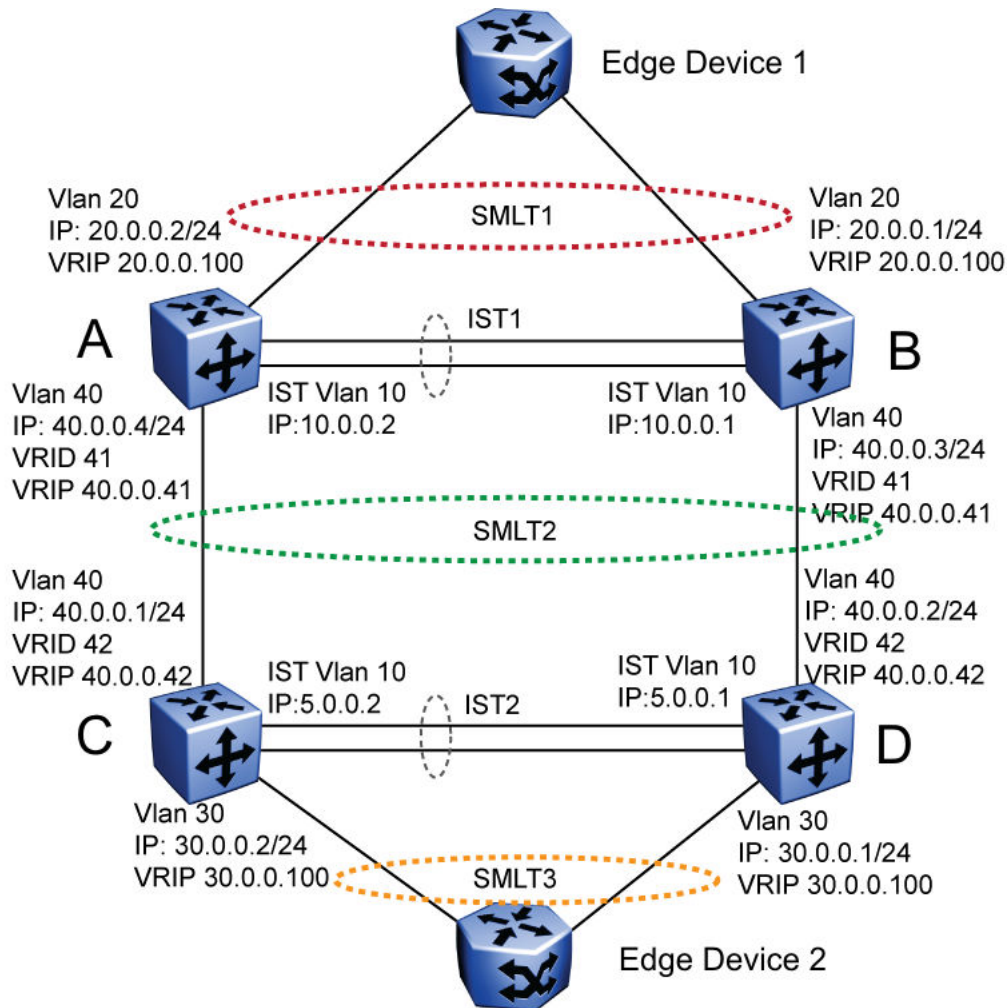 Edge Device 1
Vlan 20
IP: 20.0.0.2/24
VRIP 20.0.0.100
SMLT1
Vlan 20
IP: 20.0.0.1/24
VRIP 20.0.0.100
A
IST1
B
IST Vlan 10
IP:10.0.0.2
IST Vlan 10
IP:10.0.0.1
Vlan 40
IP: 40.0.0.4/24
VRID 41
VRIP 40.0.0.41
Vlan 40
IP: 40.0.0.3/24
VRID 41
VRIP 40.0.0.41
SMLT2
Vlan 40
IP: 40.0.0.1/24
VRID 42
VRIP 40.0.0.42
Vlan 40
IP: 40.0.0.2/24
VRID 42
VRIP 40.0.0.42
IST Vlan 10
IP:5.0.0.2
IST2
IST Vlan 10
IP:5.0.0.1
C
D
Vlan 30
IP: 30.0.0.2/24
VRIP 30.0.0.100
SMLT3
Vlan 30
IP: 30.0.0.1/24
VRIP 30.0.0.100
Edge Device 2